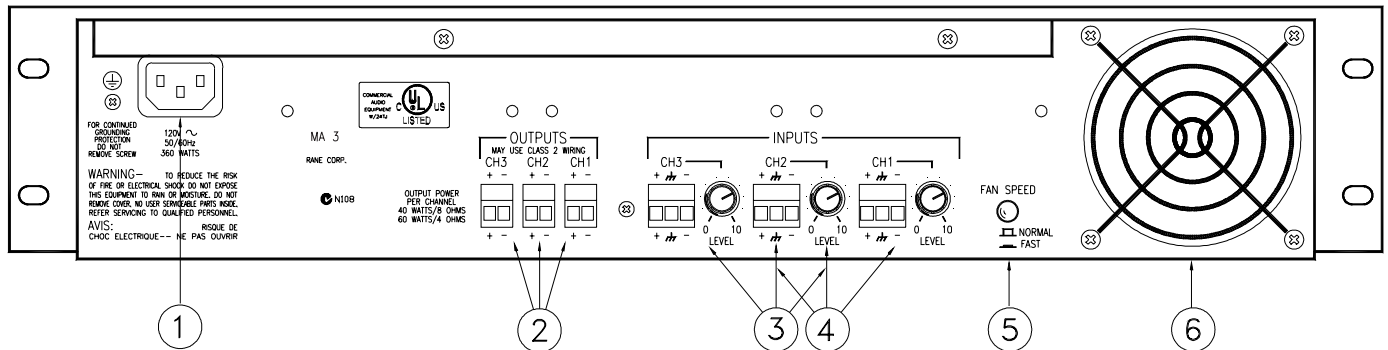 FOR CONTINUED
GROUNDING
PROTECTION
DO NOT
REMOVE SCREW
120V ~
50/60Hz
360 WATTS
WARNING– TO REDUCE THE RISK
OF FIRE OR ELECTRICAL SHOCK DO NOT EXPOSE
THIS EQUIPMENT TO RAIN OR MOISTURE. DO NOT
REMOVE COVER. NO USER SERVICEABLE PARTS INSIDE.
REFER SERVICING TO QUALIFIED PERSONNEL.
AVIS: RISQUE DE
CHOC ELECTRIQUE–– NE PAS OUVRIR
MA 3
RANE CORP.
COMMERCIAL
AUDIO
EQUIPMENT
W/24TJ
C UL US
LISTED
N108
OUTPUT POWER
PER CHANNEL
40 WATTS/8 OHMS
60 WATTS/4 OHMS
OUTPUTS
MAY USE CLASS 2 WIRING
CH3 CH2 CH1
+ – + – + –
+ – + – + –
INPUTS
CH3 CH2 CH1
+ – + – + –
+ – + – + –
0 10 0 10 0 10
LEVEL LEVEL LEVEL
FAN SPEED
NORMAL
FAST
1 2 3 4 5 6